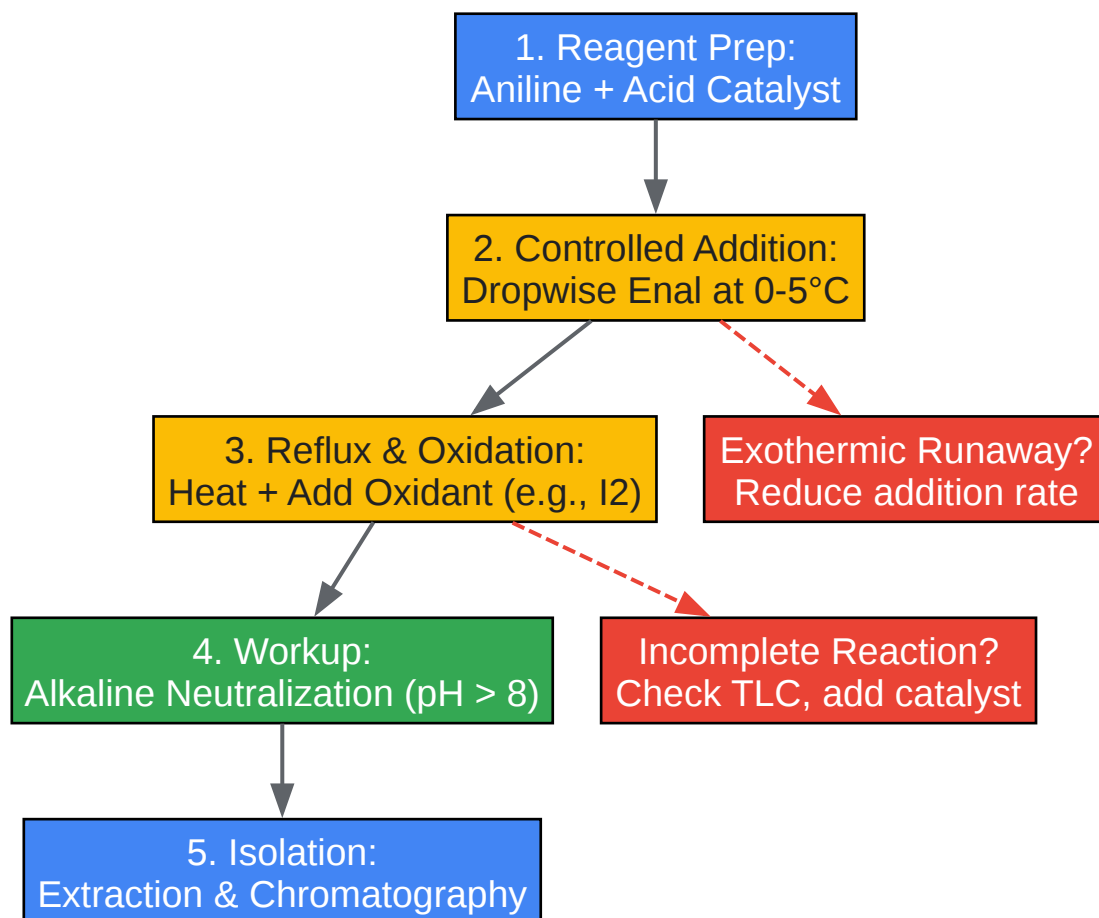 1. Reagent Prep:
Aniline + Acid Catalyst
2. Controlled Addition:
Dropwise Enal at 0-5°C
3. Reflux & Oxidation:
Heat + Add Oxidant (e.g., I2)
Exothermic Runaway?
Reduce addition rate
4. Workup:
Alkaline Neutralization (pH > 8)
Incomplete Reaction?
Check TLC, add catalyst
5. Isolation:
Extraction & Chromatography